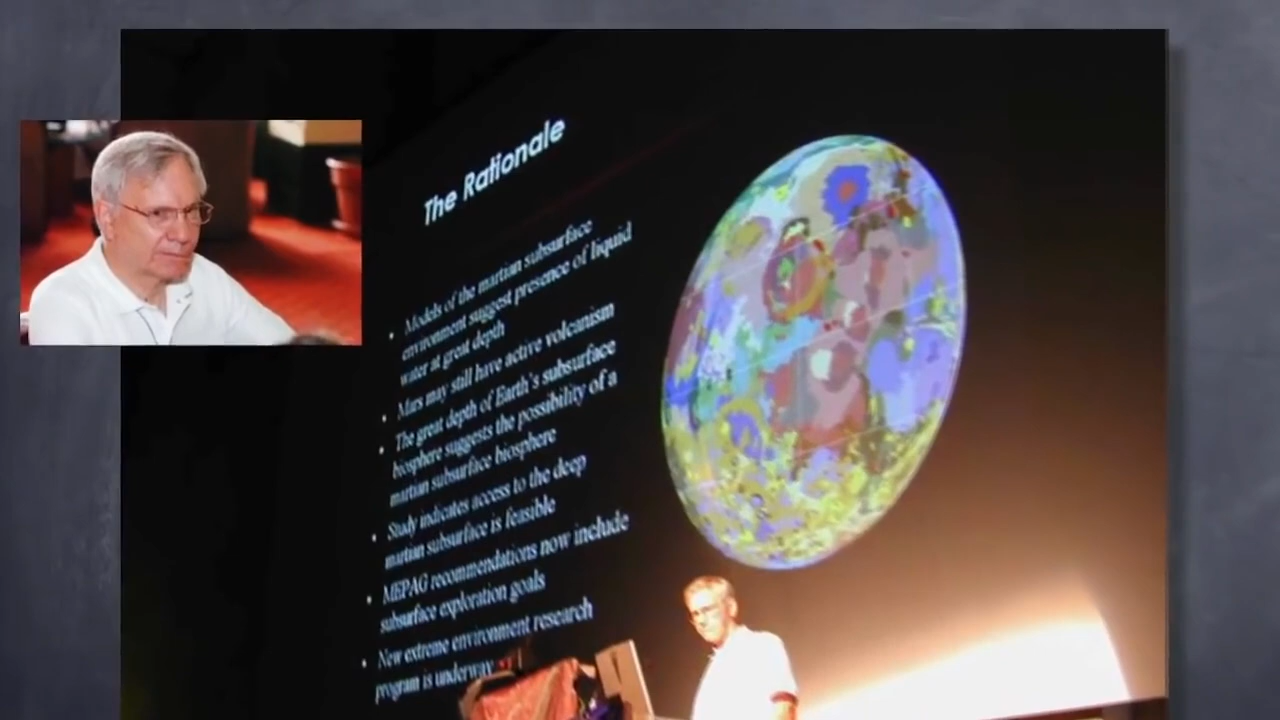 The Rationale
• Models of the martian subsurface
environment suggest presence of liquid
water at great depth
• Mars may still have active volcanism
• The great depth of Earth's subsurface
biosphere suggests the possibility of a
martian subsurface biosphere
• Study indicates access to the deep
martian subsurface is feasible
• MEPAG recommendations now include
subsurface exploration goals
• New extreme environment research
program is underway